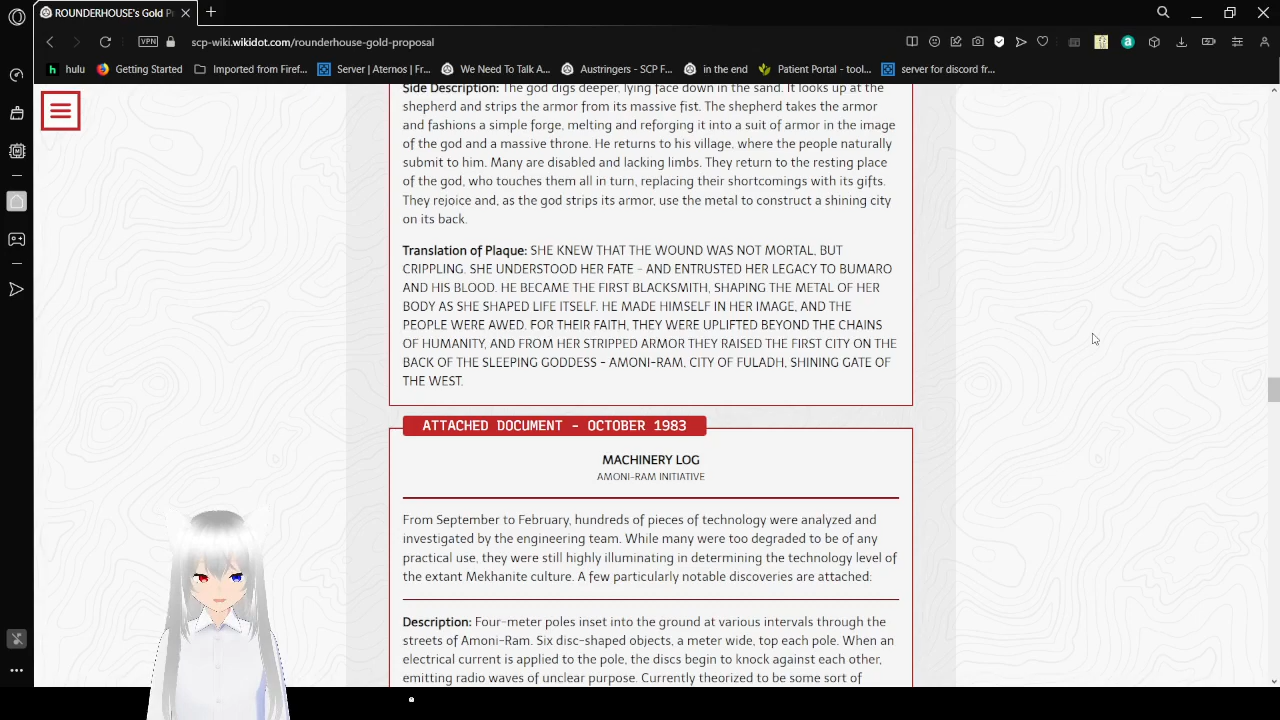 ROUNDERHOUSE's Gold Pr
scp-wiki.wikidot.com/rounderhouse-gold-proposal
VPN
hulu
Getting Started
Imported from Firef...
Server | Aternos | Fr...
We Need To Talk A...
Austringers - SCP F...
in the end
Patient Portal - tool...
server for discord fr...
Side Description: The god digs deeper, lying face down in the sand. It looks up at the
shepherd and strips the armor from its massive fist. The shepherd takes the armor
and fashions a simple forge, melting and reforging it into a suit of armor in the image
of the god and a massive throne. He returns to his village, where the people naturally
submit to him. Many are disabled and lacking limbs. They return to the resting place
of the god, who touches them all in turn, replacing their shortcomings with its gifts.
They rejoice and, as the god strips its armor, use the metal to construct a shining city
on its back.
Translation of Plaque: SHE KNEW THAT THE WOUND WAS NOT MORTAL, BUT
CRIPPLING. SHE UNDERSTOOD HER FATE - AND ENTRUSTED HER LEGACY TO BUMARO
AND HIS BLOOD. HE BECAME THE FIRST BLACKSMITH, SHAPING THE METAL OF HER
BODY AS SHE SHAPED LIFE ITSELF. HE MADE HIMSELF IN HER IMAGE, AND THE
PEOPLE WERE AWED. FOR THEIR FAITH, THEY WERE UPLIFTED BEYOND THE CHAINS
OF HUMANITY, AND FROM HER STRIPPED ARMOR THEY RAISED THE FIRST CITY ON THE
BACK OF THE SLEEPING GODDESS - AMONI-RAM, CITY OF FULADH, SHINING GATE OF
THE WEST.
ATTACHED DOCUMENT - OCTOBER 1983
MACHINERY LOG
AMONI-RAM INITIATIVE
From September to February, hundreds of pieces of technology were analyzed and
investigated by the engineering team. While many were too degraded to be of any
practical use, they were still highly illuminating in determining the technology level of
the extant Mekhanite culture. A few particularly notable discoveries are attached:
Description: Four-meter poles inset into the ground at various intervals through the
streets of Amoni-Ram. Six disc-shaped objects, a meter wide, top each pole. When an
electrical current is applied to the pole, the discs begin to knock against each other,
emitting radio waves of unclear purpose. Currently theorized to be some sort of